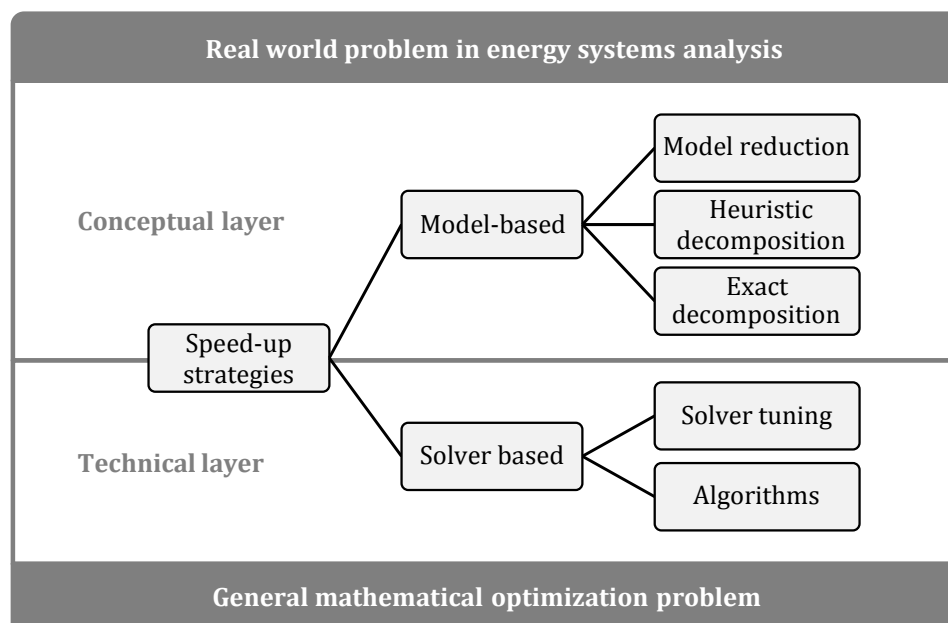 Real world problem in energy systems analysis
Model reduction
Conceptual layer
Model-based
Heuristic
decomposition
Exact
decomposition
Speed-up
strategies
Solver tuning
Technical layer
Solver based
Algorithms
General mathematical optimization problem